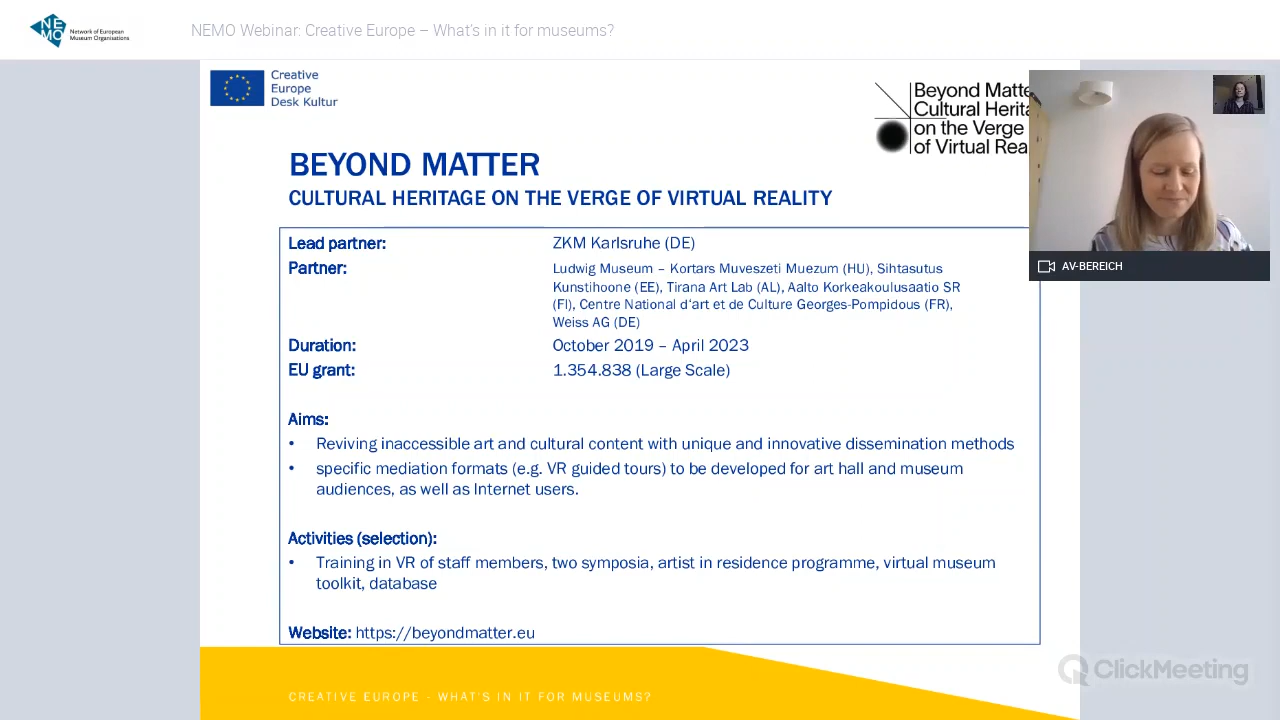 NEMO
Network of European
Museum Organisations
NEMO Webinar: Creative Europe – What's in it for museums?
Creative
Europe
Desk Kultur
Beyond Matte
Cultural Herita
on the Verge
of Virtual Rea
BEYOND MATTER
CULTURAL HERITAGE ON THE VERGE OF VIRTUAL REALITY
Lead partner: ZKM Karlsruhe (DE)
Partner: Ludwig Museum – Kortars Muveszeti Muezum (HU), Sihtasutus
Kunstihoone (EE), Tirana Art Lab (AL), Aalto Korkeakoulusaatio SR
(FI), Centre National d'art et de Culture Georges-Pompidous (FR),
Weiss AG (DE)
Duration: October 2019 – April 2023
EU grant: 1.354.838 (Large Scale)
Aims:
• Reviving inaccessible art and cultural content with unique and innovative dissemination methods
• specific mediation formats (e.g. VR guided tours) to be developed for art hall and museum
audiences, as well as Internet users.
Activities (selection):
• Training in VR of staff members, two symposia, artist in residence programme, virtual museum
toolkit, database
Website: https://beyondmatter.eu
AV-BEREICH
CREATIVE EUROPE - WHAT'S IN IT FOR MUSEUMS?
ClickMeeting